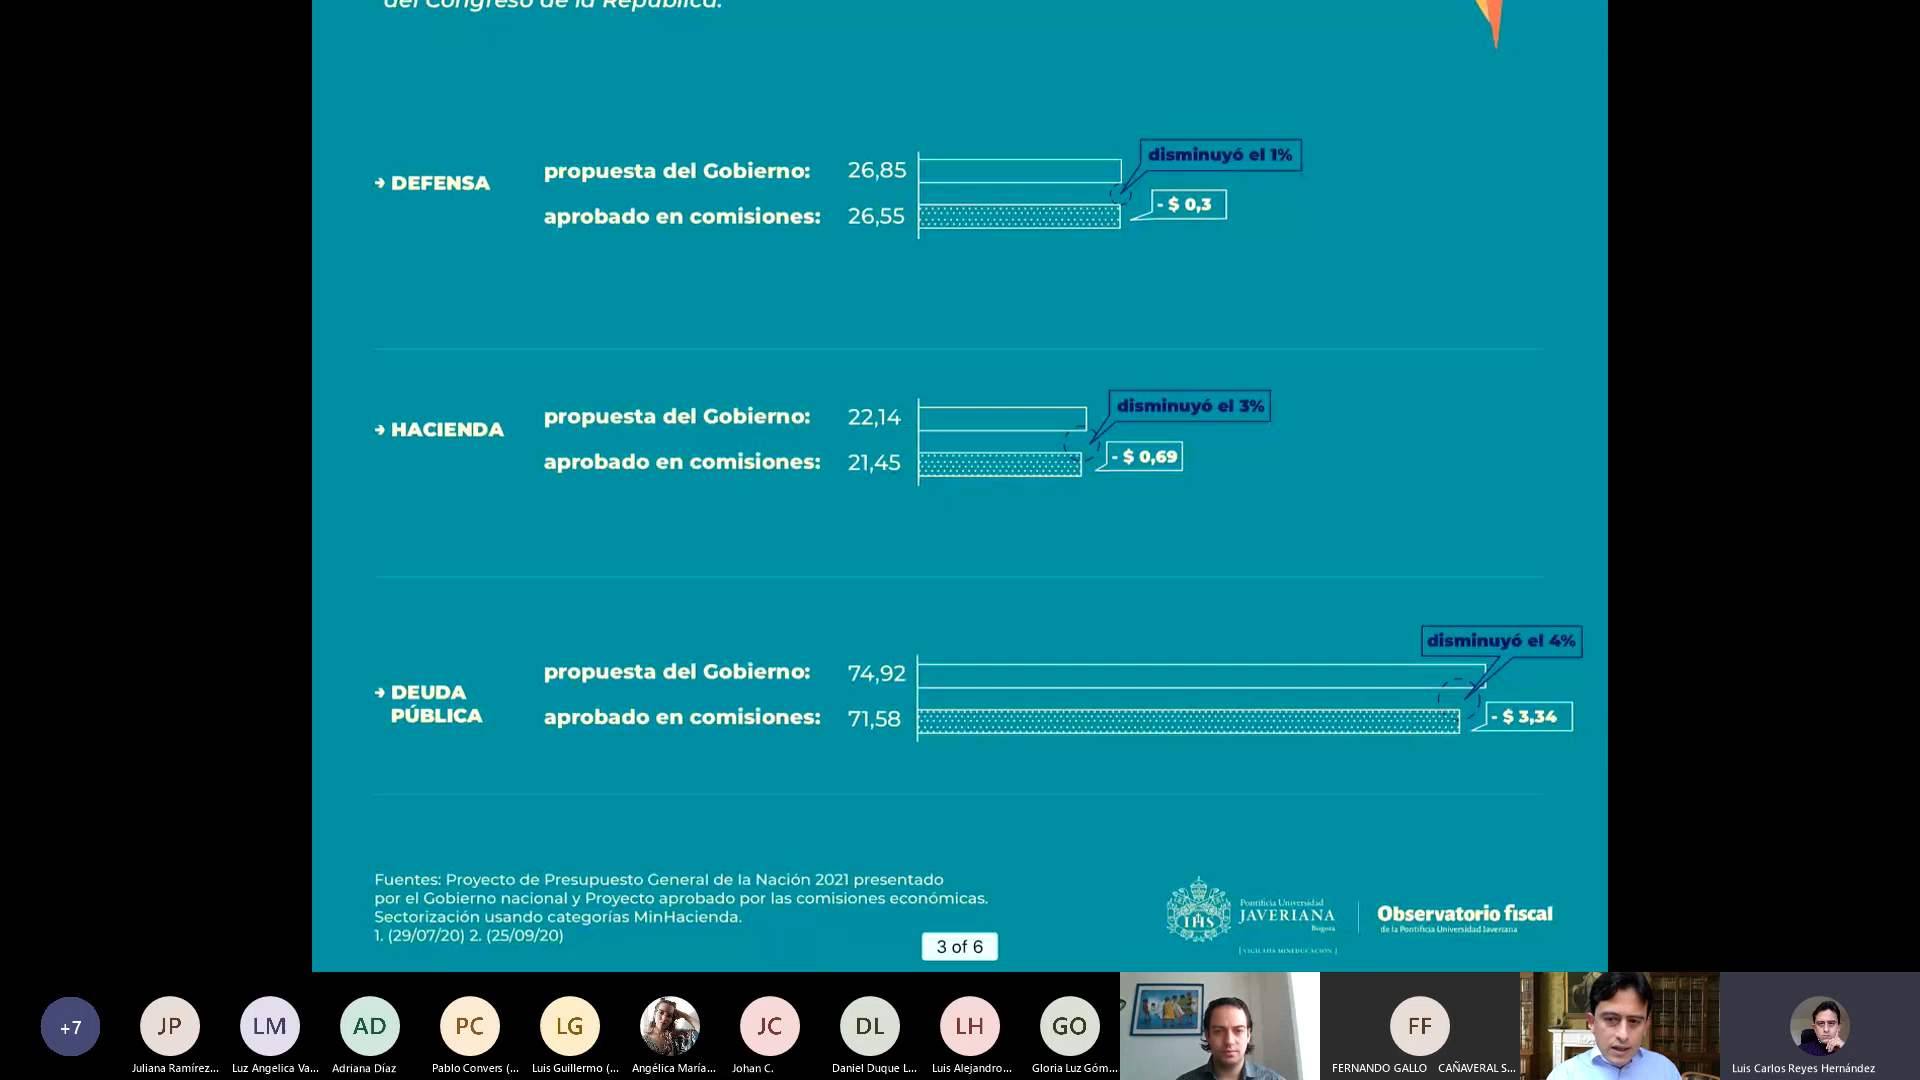 del Congreso de la República.
→ DEFENSA
propuesta del Gobierno: 26,85
aprobado en comisiones: 26,55
disminuyó el 1%
- $ 0,3
→ HACIENDA
propuesta del Gobierno: 22,14
aprobado en comisiones: 21,45
disminuyó el 3%
- $ 0,69
→ DEUDA
PÚBLICA
propuesta del Gobierno: 74,92
aprobado en comisiones: 71,58
disminuyó el 4%
- $ 3,34
Fuentes: Proyecto de Presupuesto General de la Nación 2021 presentado
por el Gobierno nacional y Proyecto aprobado por las comisiones económicas.
Sectorización usando categorías MinHacienda.
1. (29/07/20) 2. (25/09/20)
3 of 6
IHS
Pontificia Universidad
JAVERIANA
Bogotá
[ VIGILADA MINEDUCACIÓN ]
Observatorio fiscal
de la Pontificia Universidad Javeriana
+7
JP
LM
AD
PC
LG
JC
DL
LH
GO
FF
Juliana Ramírez...
Luz Angelica Va...
Adriana Díaz
Pablo Convers (...
Luis Guillermo (...
Angélica María...
Johan C.
Daniel Duque L...
Luis Alejandro...
Gloria Luz Góm...
FERNANDO GALLO CAÑAVERAL S...
Luis Carlos Reyes Hernández